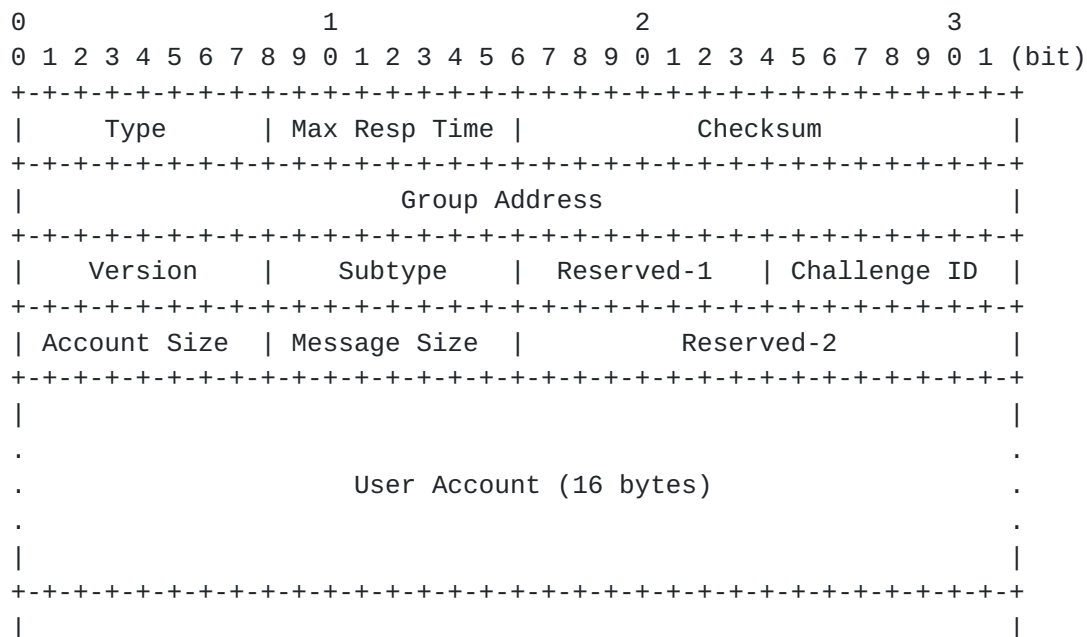 0                   1                   2                   3
0 1 2 3 4 5 6 7 8 9 0 1 2 3 4 5 6 7 8 9 0 1 2 3 4 5 6 7 8 9 0 1 (bit)
+-+-+-+-+-+-+-+-+-+-+-+-+-+-+-+-+-+-+-+-+-+-+-+-+-+-+-+-+-+-+-+-+
|     Type      | Max Resp Time |           Checksum            |
+-+-+-+-+-+-+-+-+-+-+-+-+-+-+-+-+-+-+-+-+-+-+-+-+-+-+-+-+-+-+-+-+
|                        Group Address                          |
+-+-+-+-+-+-+-+-+-+-+-+-+-+-+-+-+-+-+-+-+-+-+-+-+-+-+-+-+-+-+-+-+
|    Version    |    Subtype    |  Reserved-1   | Challenge ID  |
+-+-+-+-+-+-+-+-+-+-+-+-+-+-+-+-+-+-+-+-+-+-+-+-+-+-+-+-+-+-+-+-+
| Account Size  | Message Size  |          Reserved-2           |
+-+-+-+-+-+-+-+-+-+-+-+-+-+-+-+-+-+-+-+-+-+-+-+-+-+-+-+-+-+-+-+-+
|                                                               |
.                                                               .
.                     User Account (16 bytes)                   .
.                                                               .
|                                                               |
+-+-+-+-+-+-+-+-+-+-+-+-+-+-+-+-+-+-+-+-+-+-+-+-+-+-+-+-+-+-+-+-+
|                                                               |